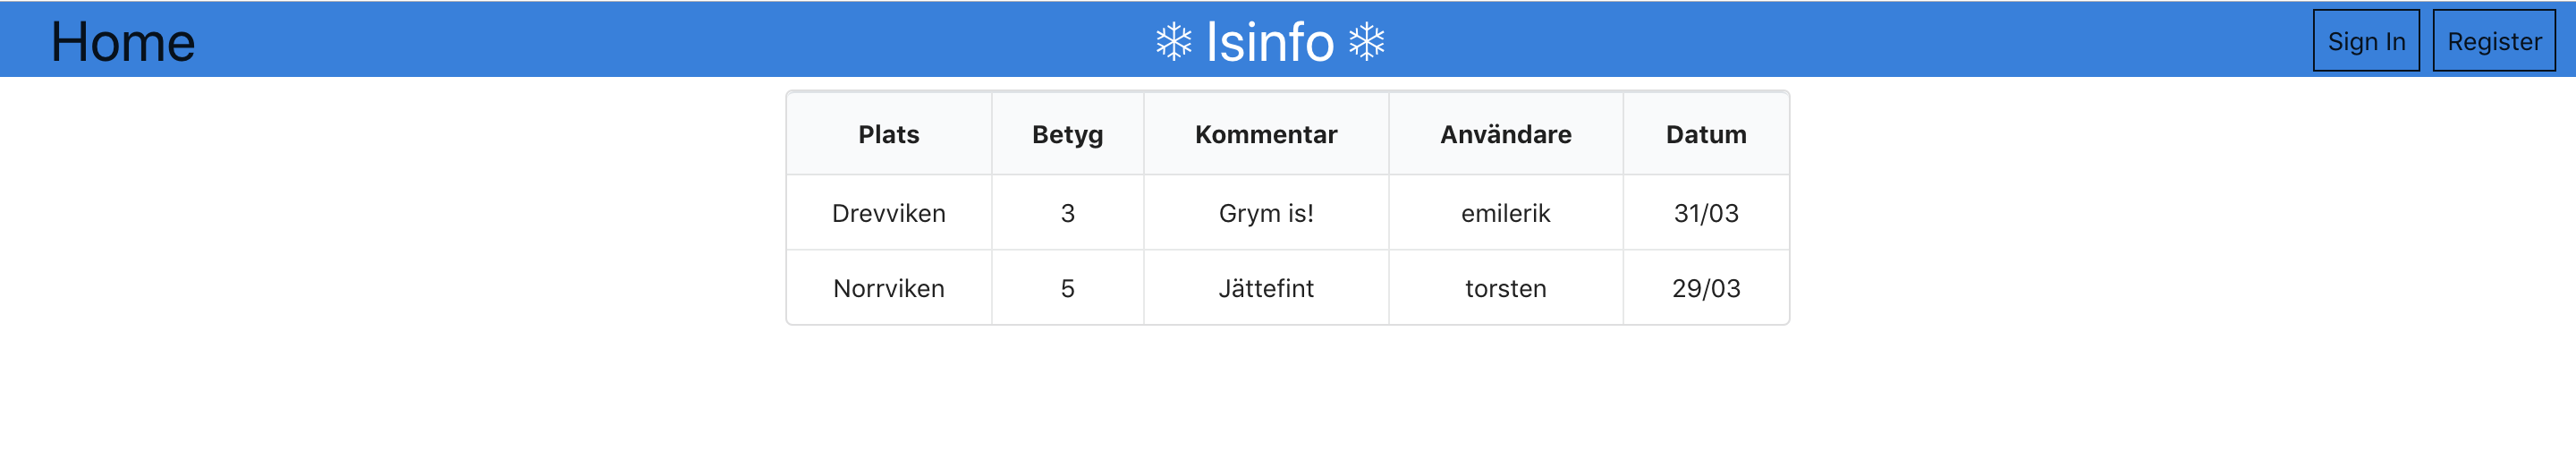 Home ❄ Isinfo ❄ Sign In Register
Plats Betyg Kommentar Användare Datum
Drevviken 3 Grym is! emilerik 31/03
Norrviken 5 Jättefint torsten 29/03